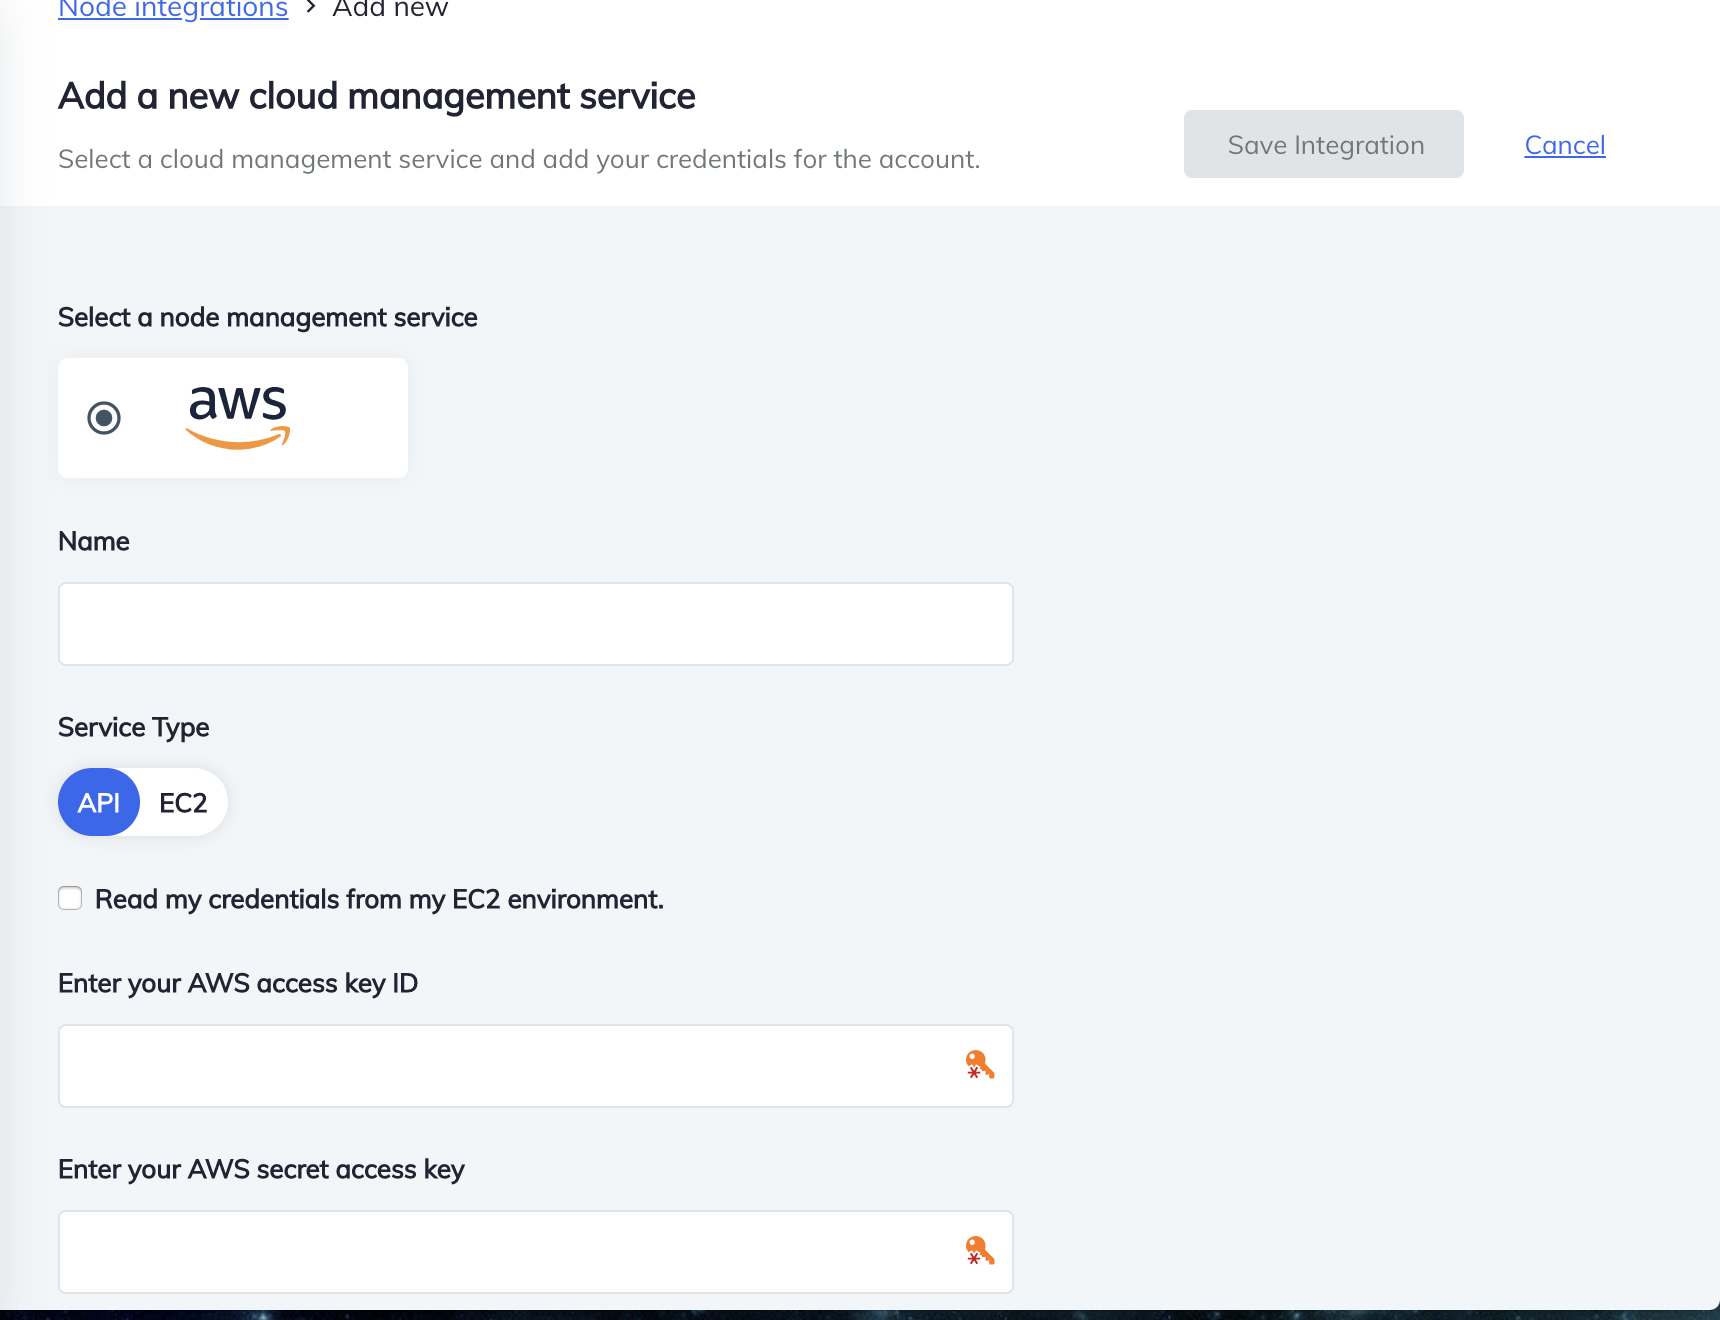 Node integrations > Add new
Add a new cloud management service
Select a cloud management service and add your credentials for the account.
Save Integration
Cancel
Select a node management service
aws
Name
Service Type
API
EC2
Read my credentials from my EC2 environment.
Enter your AWS access key ID
Enter your AWS secret access key